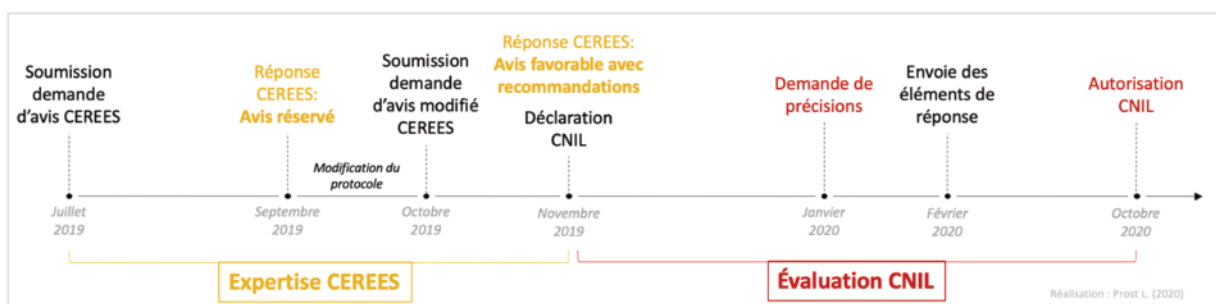 Soumission
demande
d'avis CEREES
Réponse
CEREES:
Avis réservé
Modification du
protocole
Soumission
demande
d'avis modifié
CEREES
Réponse CEREES:
Avis favorable avec
recommandations
Déclaration
CNIL
Demande de
précisions
Envoie des
éléments de
réponse
Autorisation
CNIL
Juillet
2019
Septembre
2019
Octobre
2019
Novembre
2019
Janvier
2020
Février
2020
Octobre
2020
Expertise CEREES
Évaluation CNIL
Réalisation : Prost L. (2020)